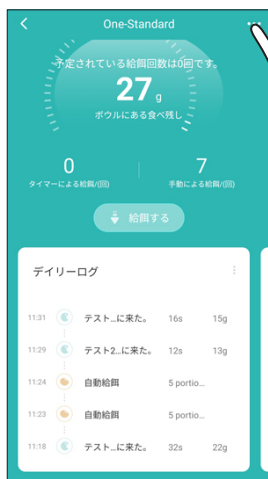 One-Standard
予定されている給餌回数は0回です。
27 g
ボウルにある食べ残し
0 7
タイマーによる給餌/(回) 手動による給餌/(回)
給餌する
デイリーログ
11:31 テスト...に来た。 16s 15g
11:29 テスト2...に来た。 12s 13g
11:24 自動給餌 5 portio...
11:23 自動給餌 5 portio...
11:18 テスト...に来た。 32s 22g